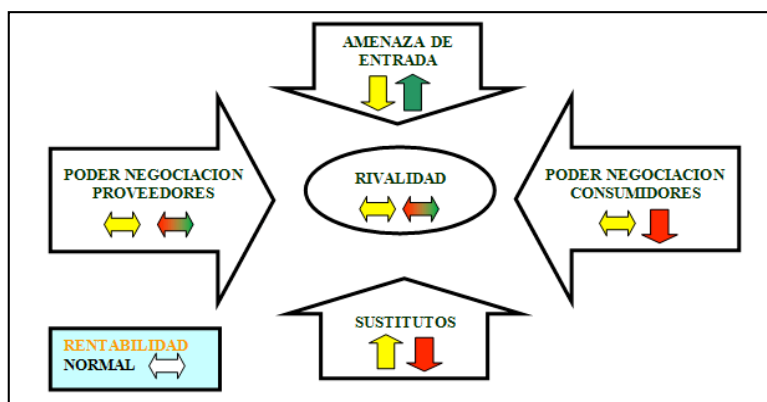 AMENAZA DE
ENTRADA
PODER NEGOCIACION
PROVEEDORES
RIVALIDAD
PODER NEGOCIACION
CONSUMIDORES
SUSTITUTOS
RENTABILIDAD
NORMAL